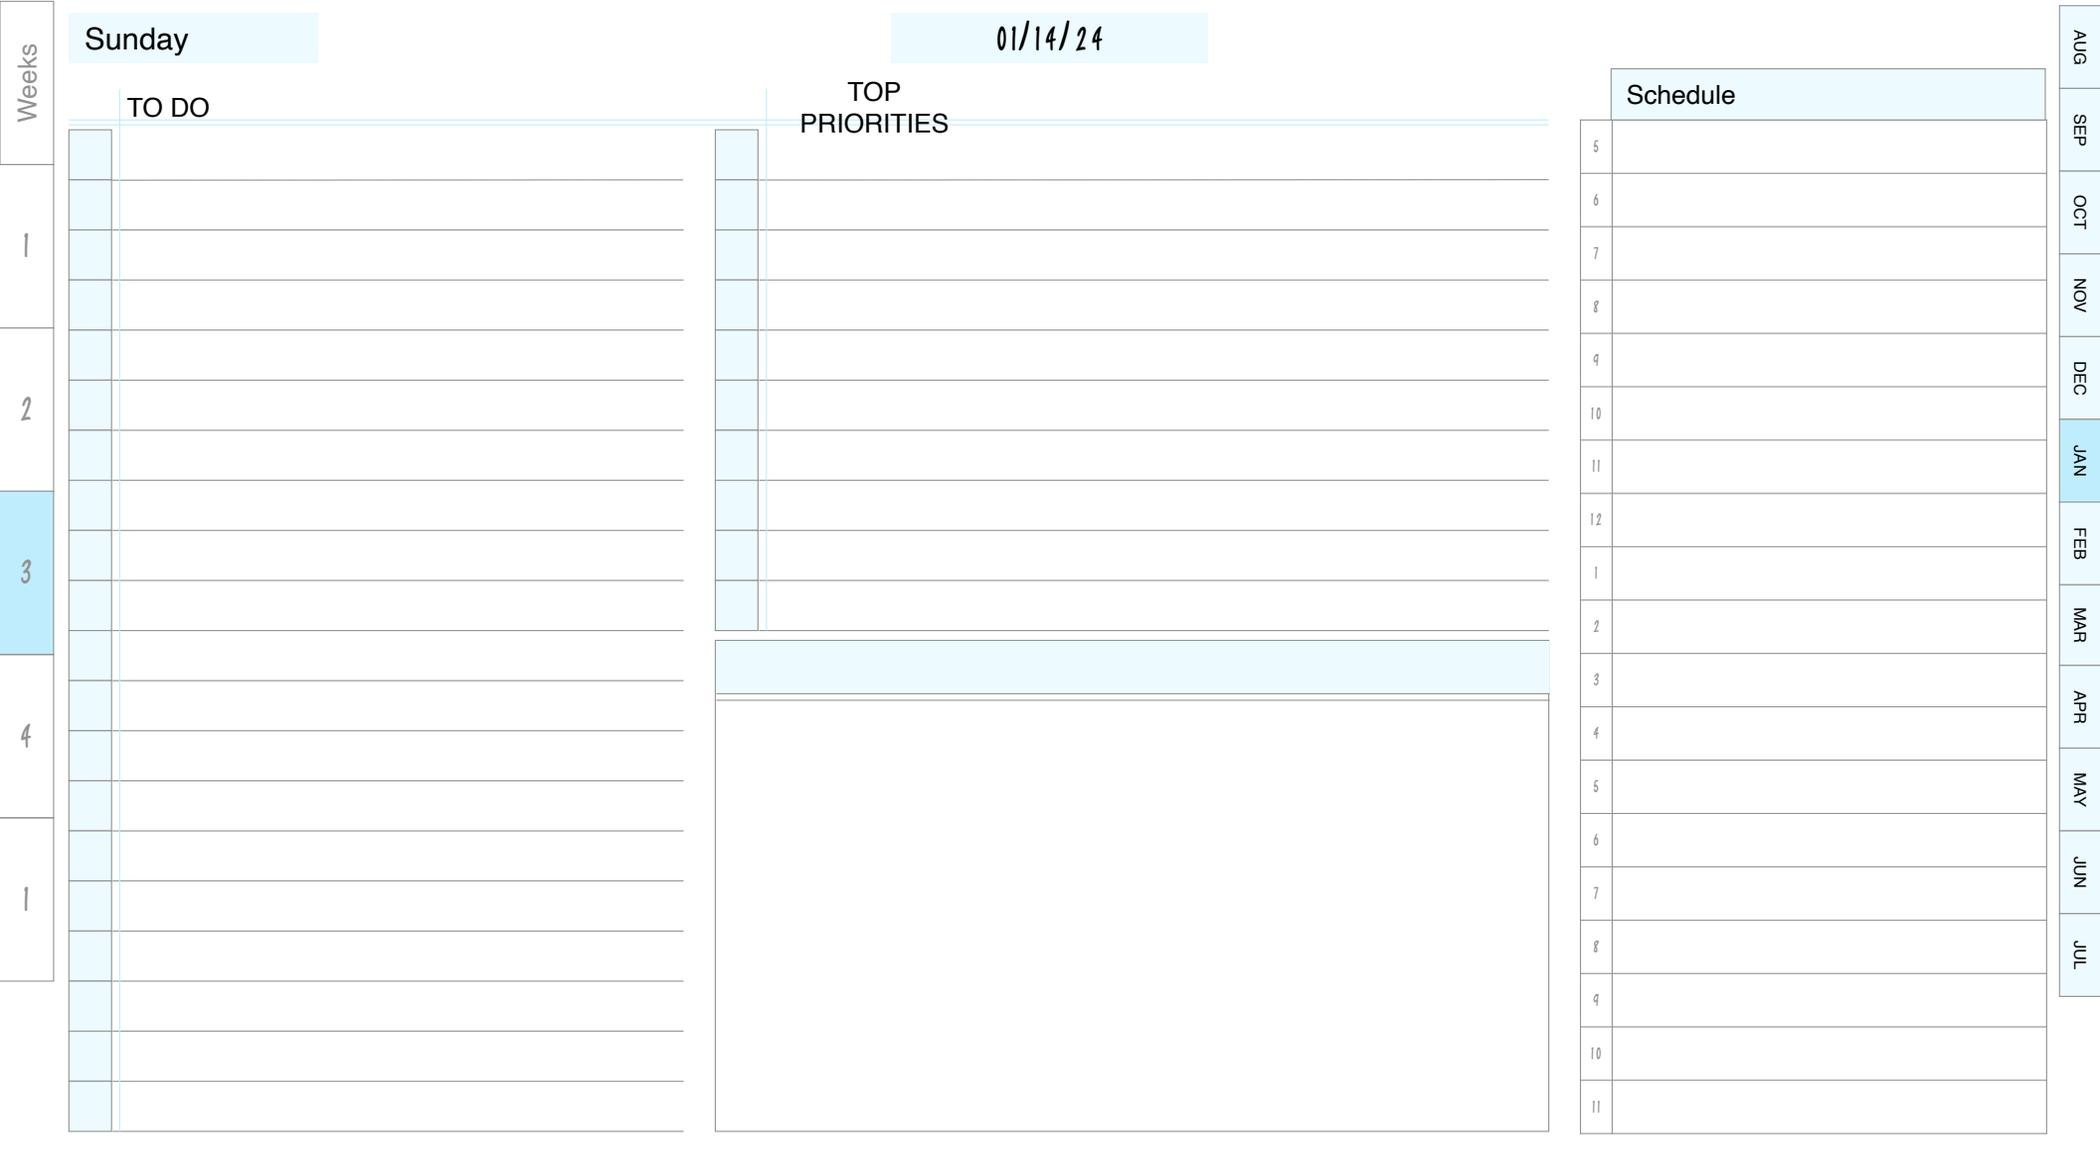 Weeks
1
2
3
4
1
Sunday
01/14/24
TO DO
TOP
PRIORITIES
Schedule
5
6
7
8
9
10
11
12
1
2
3
4
5
6
7
8
9
10
11
AUG
SEP
OCT
NOV
DEC
JAN
FEB
MAR
APR
MAY
JUN
JUL